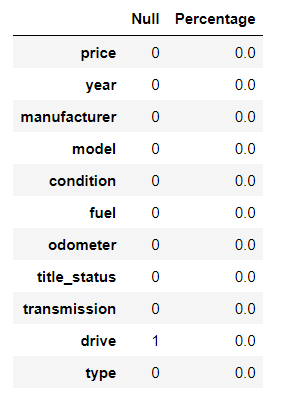 Null Percentage
price 0 0.0
year 0 0.0
manufacturer 0 0.0
model 0 0.0
condition 0 0.0
fuel 0 0.0
odometer 0 0.0
title_status 0 0.0
transmission 0 0.0
drive 1 0.0
type 0 0.0